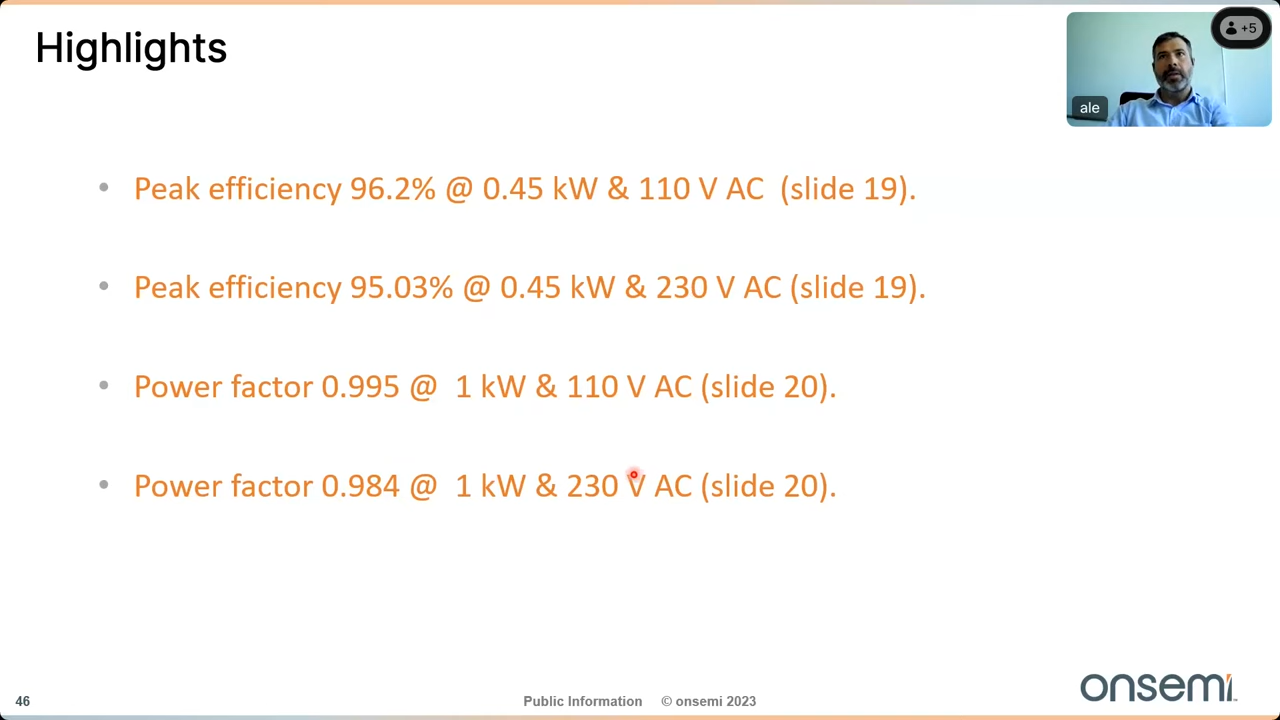 Highlights
+5
ale
• Peak efficiency 96.2% @ 0.45 kW & 110 V AC  (slide 19).
• Peak efficiency 95.03% @ 0.45 kW & 230 V AC (slide 19).
• Power factor 0.995 @  1 kW & 110 V AC (slide 20).
• Power factor 0.984 @  1 kW & 230 V AC (slide 20).
46
Public Information © onsemi 2023
onsemi